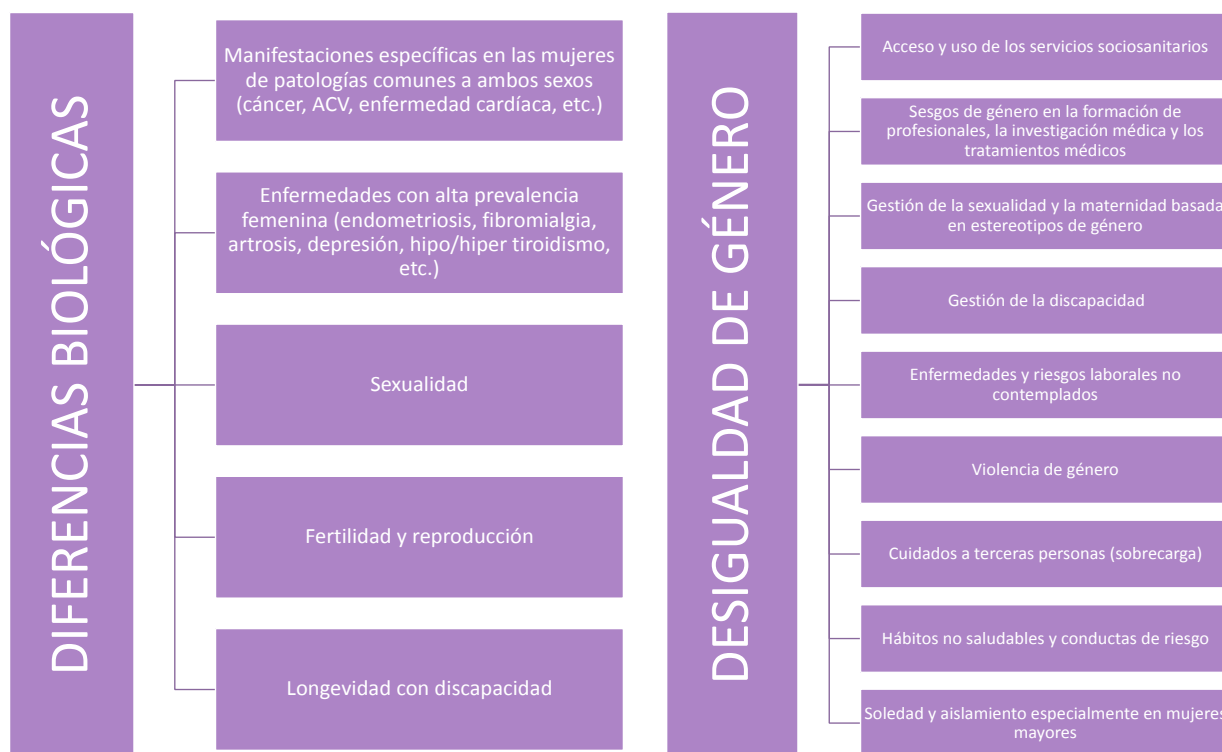 DIFERENCIAS BIOLÓGICAS
Manifestaciones específicas en las mujeres
de patologías comunes a ambos sexos
(cáncer, ACV, enfermedad cardíaca, etc.)
Enfermedades con alta prevalencia
femenina (endometriosis, fibromialgia,
artrosis, depresión, hipo/hiper tiroidismo,
etc.)
Sexualidad
Fertilidad y reproducción
Longevidad con discapacidad
DESIGUALDAD DE GÉNERO
Acceso y uso de los servicios sociosanitarios
Sesgos de género en la formación de
profesionales, la investigación médica y los
tratamientos médicos
Gestión de la sexualidad y la maternidad basada
en estereotipos de género
Gestión de la discapacidad
Enfermedades y riesgos laborales no
contemplados
Violencia de género
Cuidados a terceras personas (sobrecarga)
Hábitos no saludables y conductas de riesgo
Soledad y aislamiento especialmente en mujeres
mayores